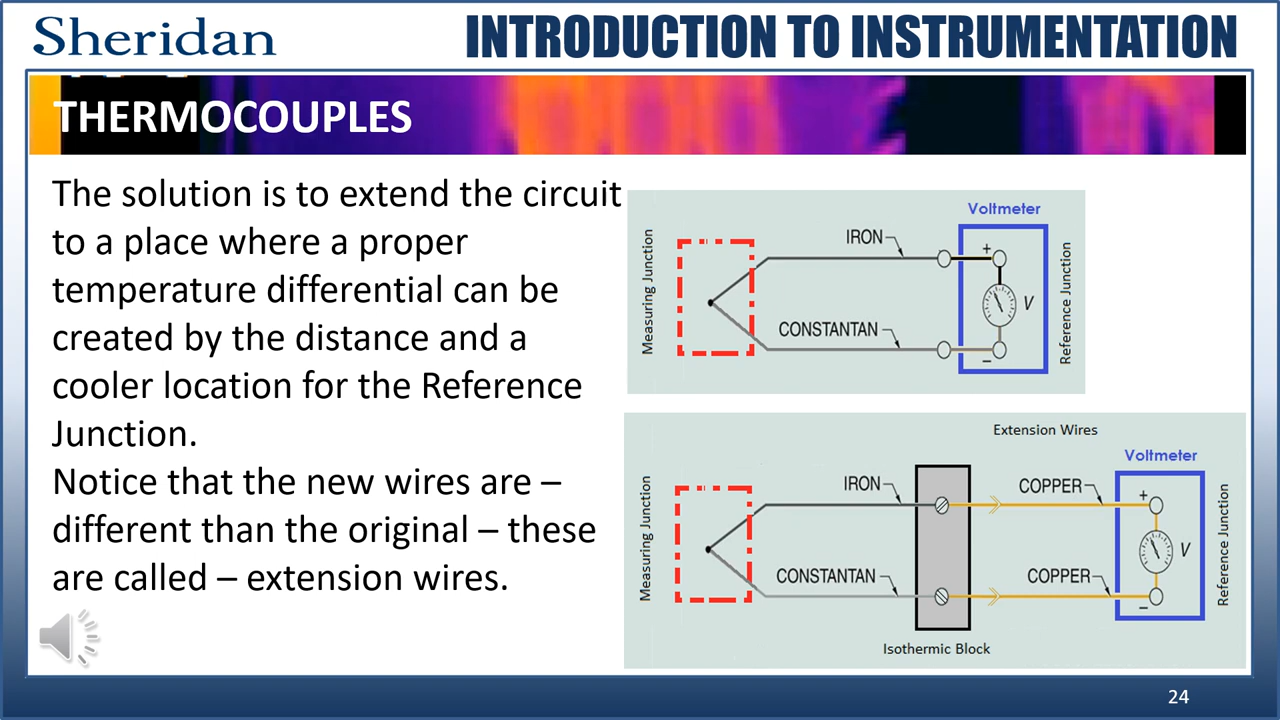 Sheridan
INTRODUCTION TO INSTRUMENTATION
THERMOCOUPLES
The solution is to extend the circuit
to a place where a proper
temperature differential can be
created by the distance and a
cooler location for the Reference
Junction.
Notice that the new wires are –
different than the original – these
are called – extension wires.
Voltmeter
Measuring Junction
IRON
+
V
CONSTANTAN
–
Reference Junction
Extension Wires
Voltmeter
Measuring Junction
IRON
COPPER
+
V
CONSTANTAN
COPPER
–
Reference Junction
Isothermic Block
24